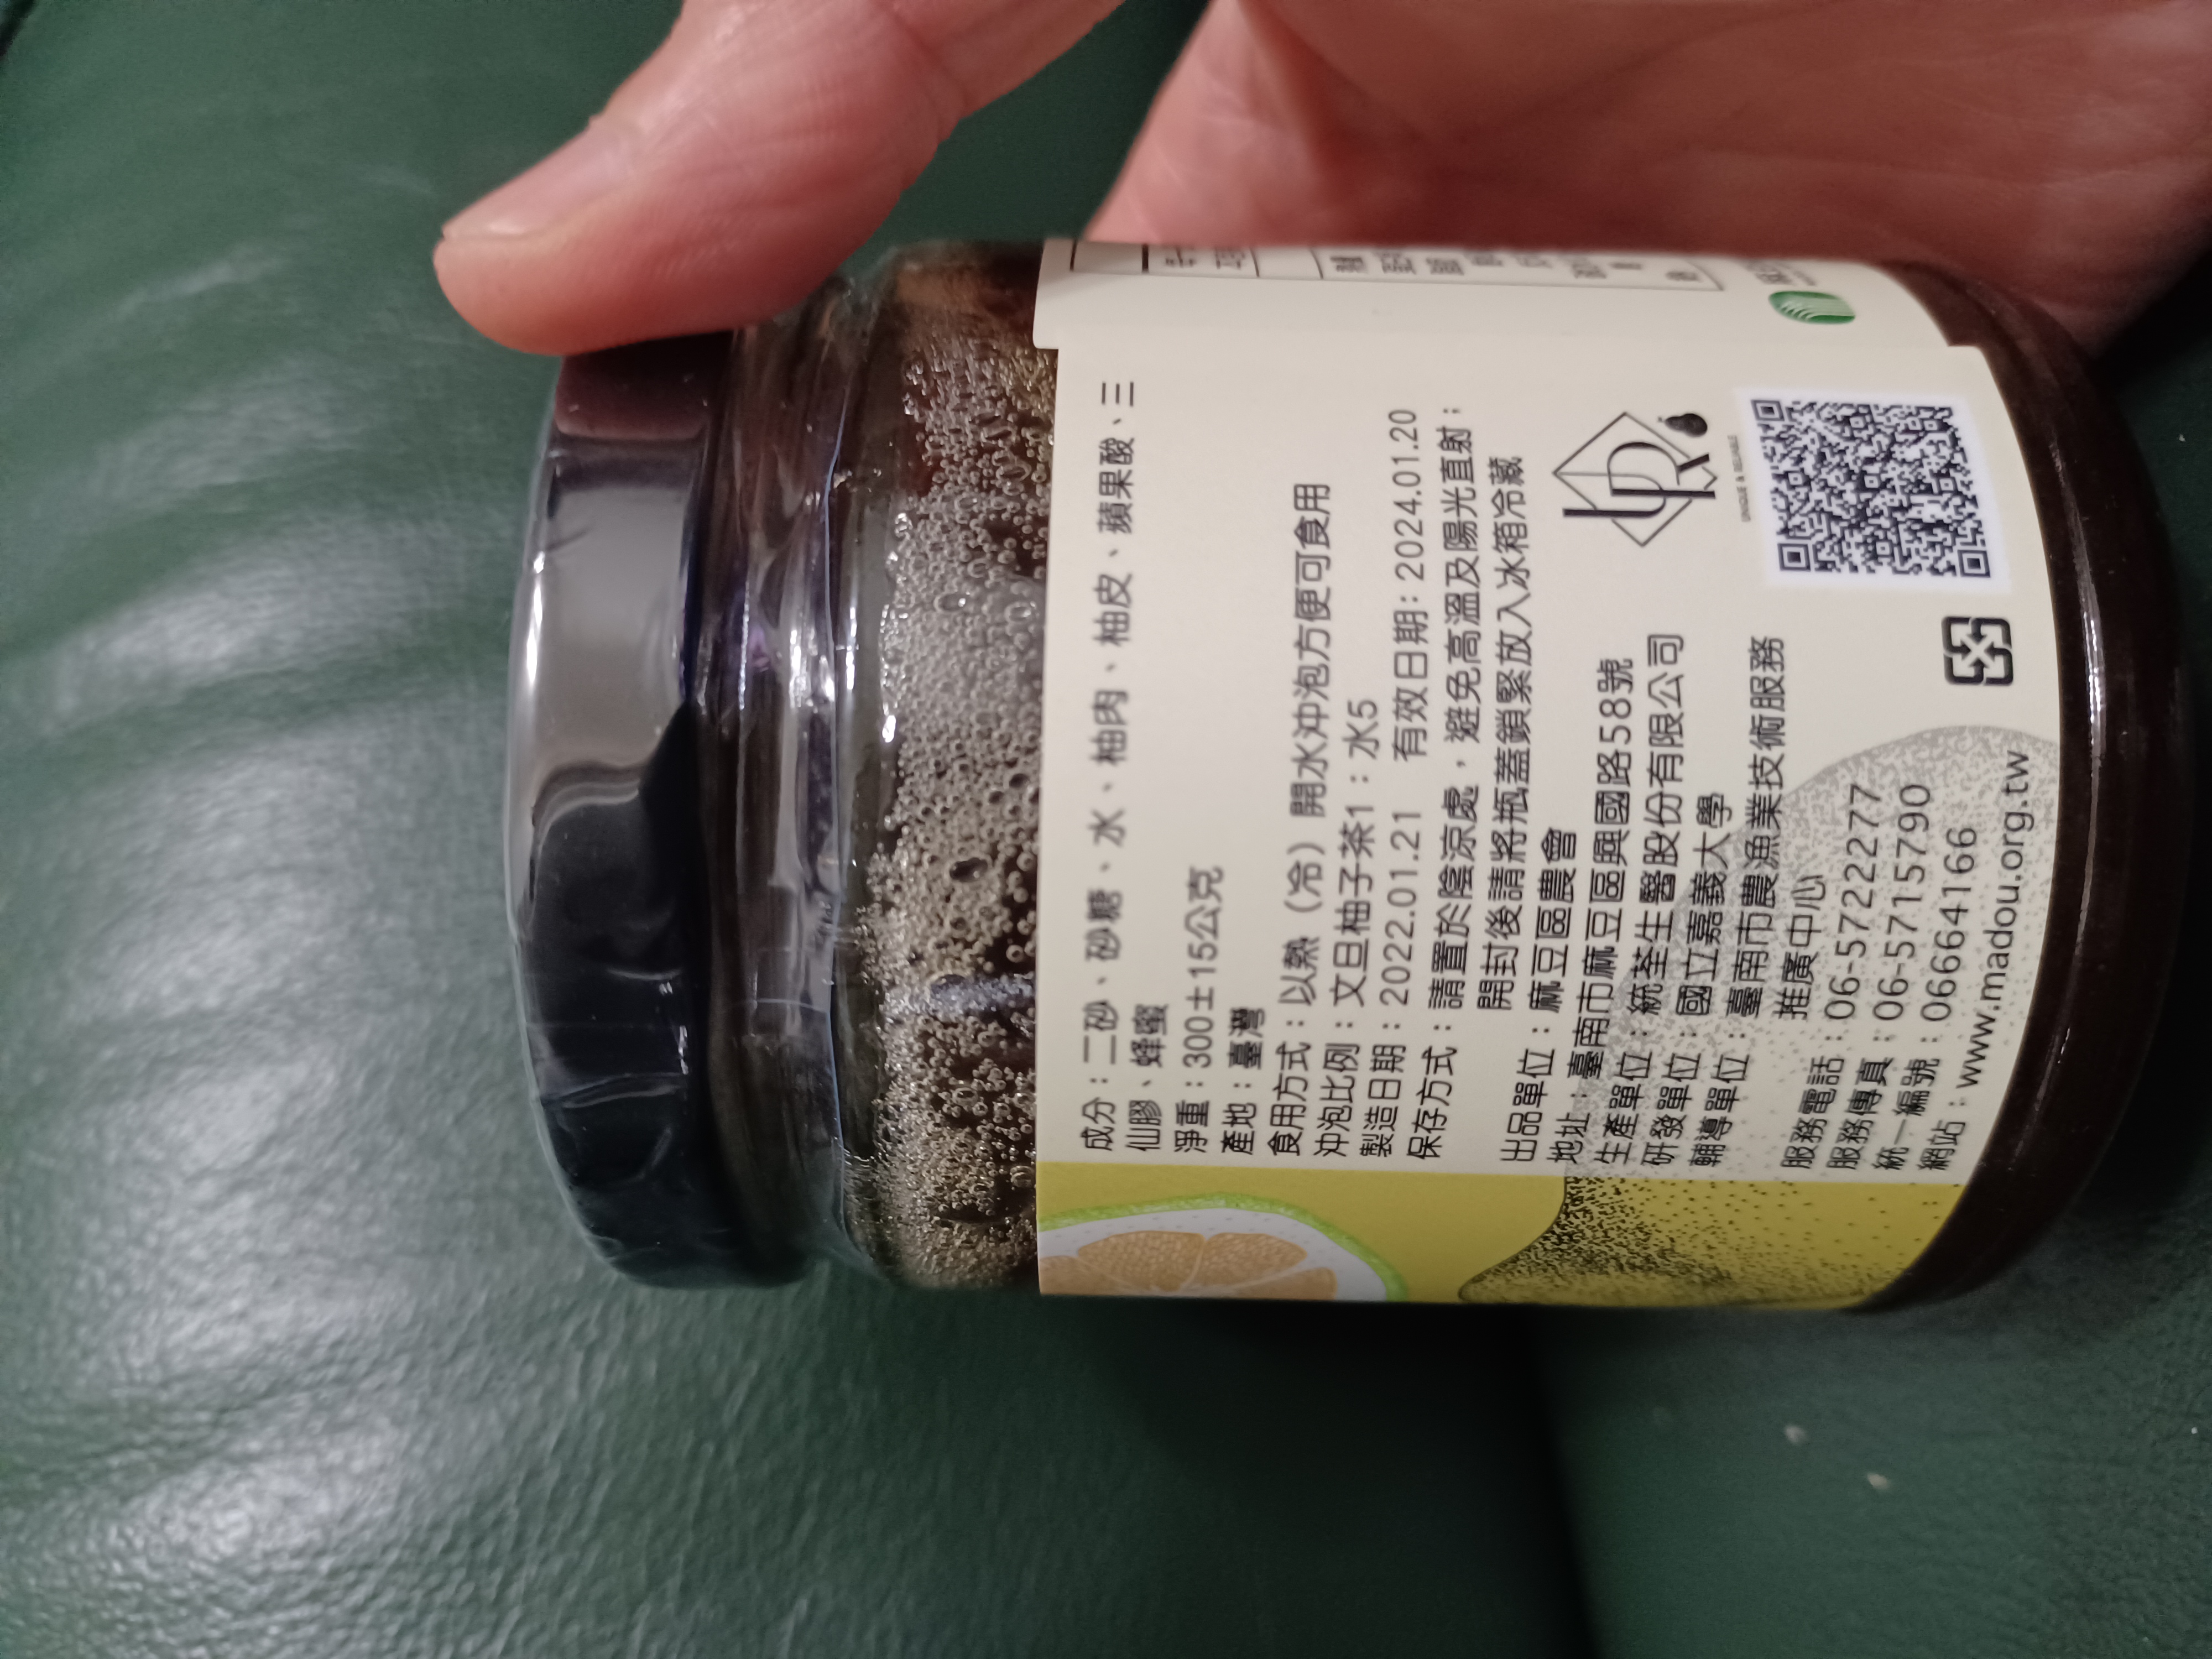 成分：二砂、砂糖、水、柚肉、柚皮、蘋果酸、三
仙膠、蜂蜜
淨重：300±15公克
產地：臺灣
食用方式：以熱（冷）開水沖泡方便可食用
沖泡比例：文旦柚子茶1：水5
製造日期：2022.01.21 有效日期：2024.01.20
保存方式：請置於陰涼處，避免高溫及陽光直射；
開封後請將瓶蓋鎖緊放入冰箱冷藏
出品單位：麻豆區農會
地址：臺南市麻豆區興國路58號
生產單位：統荃生醫股份有限公司
研發單位：國立嘉義大學
輔導單位：臺南市農漁業技術服務
推廣中心
服務電話：06-5722277
服務傳真：06-5715790
統一編號：06664166
網站：www.madou.org.tw
UR
UNIQUE & RELIABLE